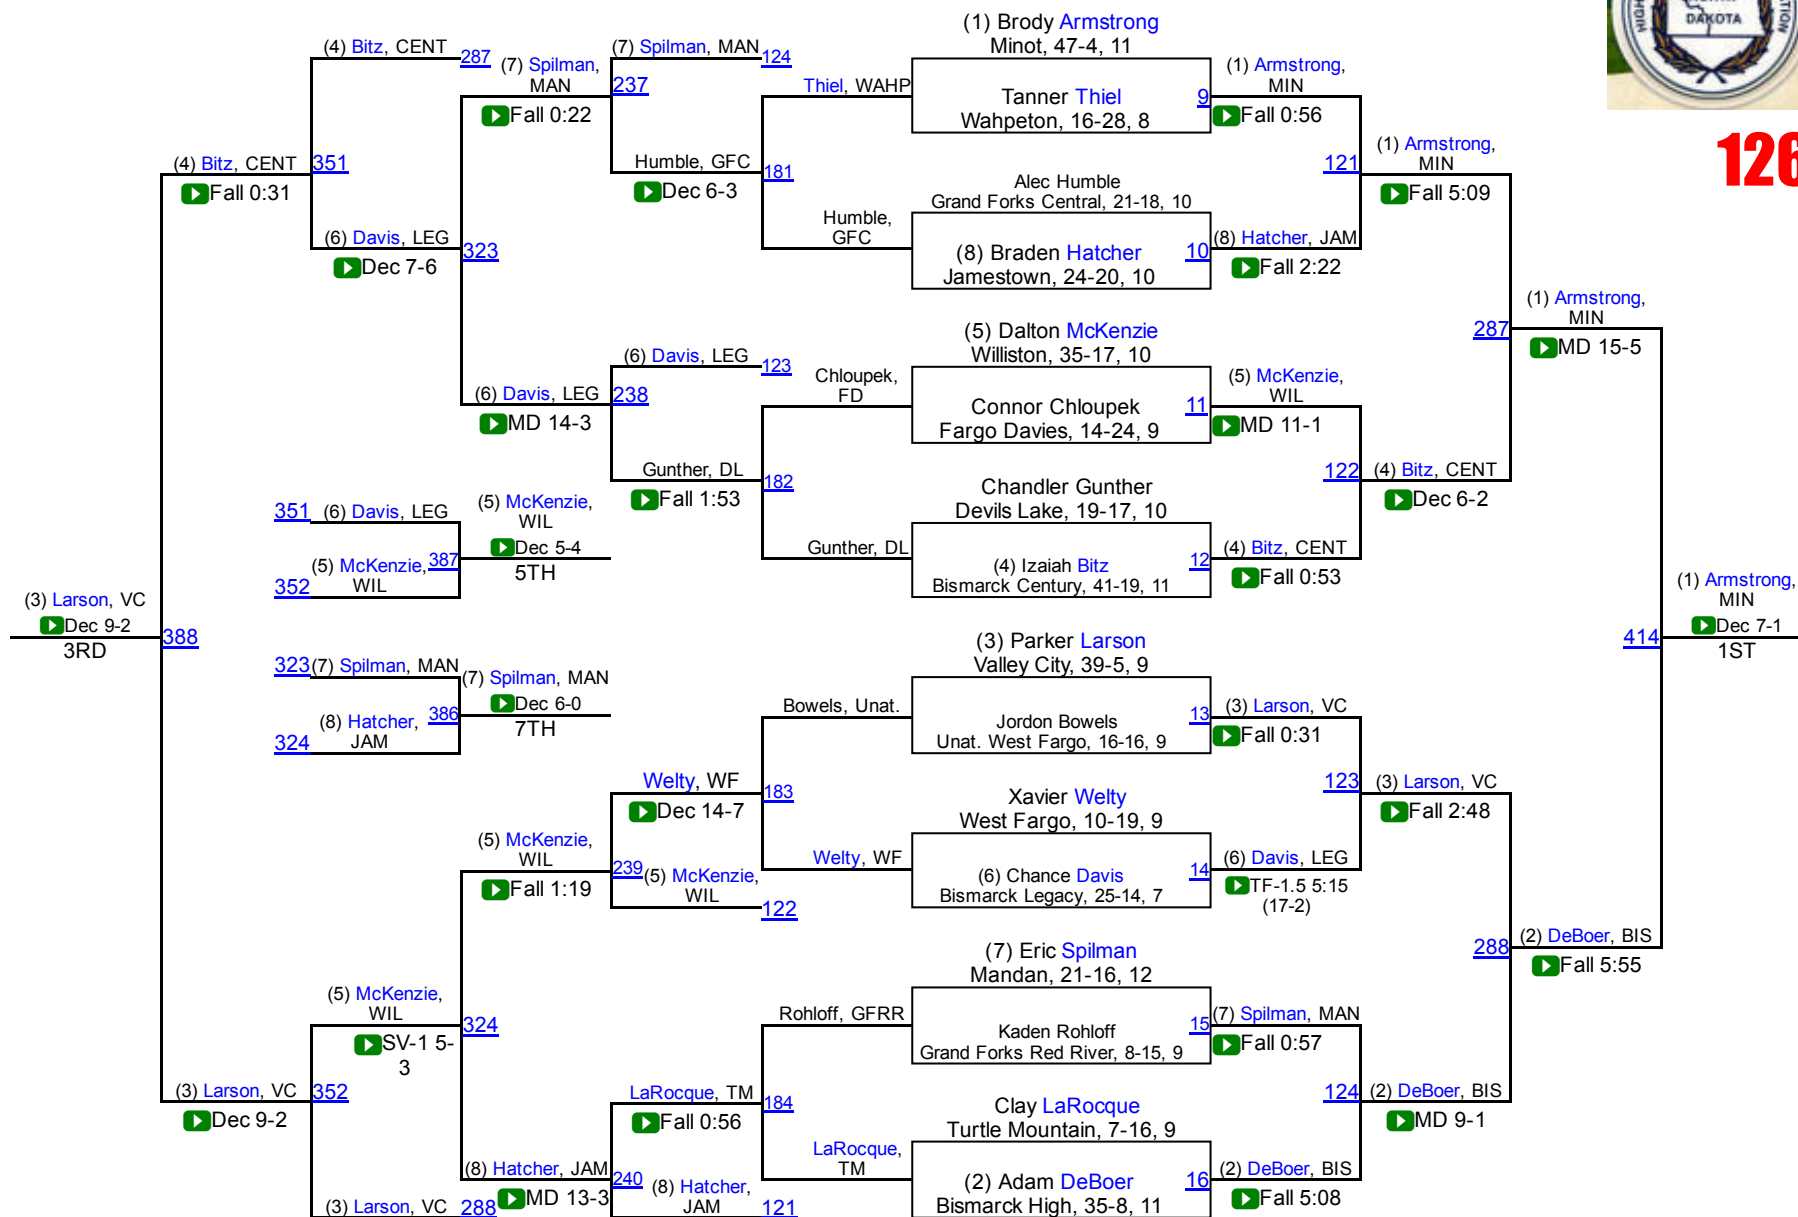 (1) Brody Armstrong
Minot, 47-4, 11
DAKOTA
126
(4) Bitz, CENT
287
(7) Spilman,
MAN
Fall 0:22
(7) Spilman, MAN
124
237
Thiel, WAHP
Tanner Thiel
Wahpeton, 16-28, 8
9
(1) Armstrong,
MIN
Fall 0:56
(4) Bitz, CENT
351
Fall 0:31
Humble, GFC
181
Dec 6-3
Alec Humble
Grand Forks Central, 21-18, 10
121
(1) Armstrong,
MIN
Fall 5:09
(6) Davis, LEG
323
Dec 7-6
Humble,
GFC
(8) Braden Hatcher
Jamestown, 24-20, 10
10
(8) Hatcher, JAM
Fall 2:22
(5) Dalton McKenzie
Williston, 35-17, 10
287
(1) Armstrong,
MIN
MD 15-5
(6) Davis, LEG
123
(6) Davis, LEG
238
MD 14-3
Chloupek,
FD
Connor Chloupek
Fargo Davies, 14-24, 9
11
(5) McKenzie,
WIL
MD 11-1
Gunther, DL
182
Fall 1:53
Chandler Gunther
Devils Lake, 19-17, 10
122
(4) Bitz, CENT
Dec 6-2
351
(6) Davis, LEG
(5) McKenzie,
WIL
Dec 5-4
5TH
387
352
(5) McKenzie,
WIL
Gunther, DL
(4) Izaiah Bitz
Bismarck Century, 41-19, 11
12
(4) Bitz, CENT
Fall 0:53
(3) Larson, VC
Dec 9-2
3RD
388
(3) Parker Larson
Valley City, 39-5, 9
414
(1) Armstrong,
MIN
Dec 7-1
1ST
323
(7) Spilman, MAN
(7) Spilman, MAN
Dec 6-0
7TH
386
324
(8) Hatcher,
JAM
Bowels, Unat.
Jordon Bowels
Unat. West Fargo, 16-16, 9
13
(3) Larson, VC
Fall 0:31
Welty, WF
183
Dec 14-7
Xavier Welty
West Fargo, 10-19, 9
123
(3) Larson, VC
Fall 2:48
(5) McKenzie,
WIL
Fall 1:19
239
(5) McKenzie,
WIL
122
Welty, WF
(6) Chance Davis
Bismarck Legacy, 25-14, 7
14
(6) Davis, LEG
TF-1.5 5:15
(17-2)
(7) Eric Spilman
Mandan, 21-16, 12
288
(2) DeBoer, BIS
Fall 5:55
(5) McKenzie,
WIL
324
SV-1 5-
3
Rohloff, GFRR
Kaden Rohloff
Grand Forks Red River, 8-15, 9
15
(7) Spilman, MAN
Fall 0:57
(3) Larson, VC
352
Dec 9-2
LaRocque, TM
184
Fall 0:56
Clay LaRocque
Turtle Mountain, 7-16, 9
124
(2) DeBoer, BIS
MD 9-1
(8) Hatcher, JAM
240
MD 13-3
(8) Hatcher,
JAM
121
LaRocque,
TM
(2) Adam DeBoer
Bismarck High, 35-8, 11
16
(2) DeBoer, BIS
Fall 5:08
(3) Larson, VC
288